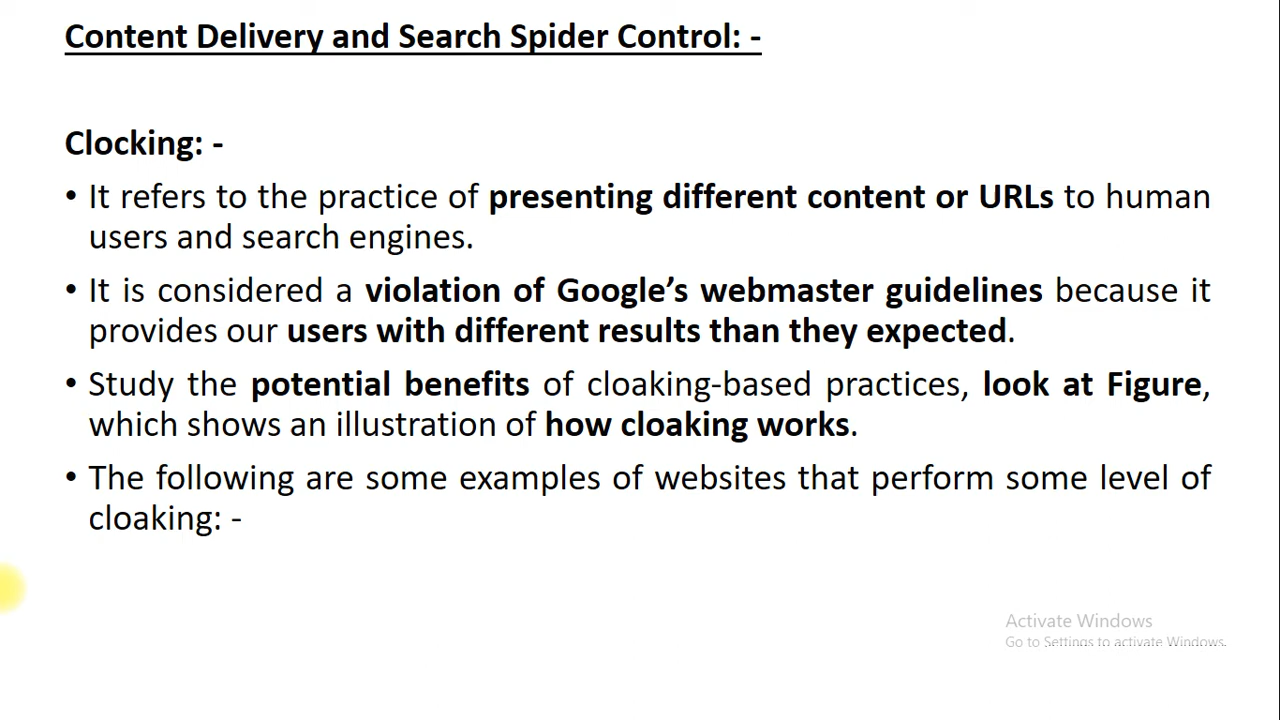 Content Delivery and Search Spider Control: -
Clocking: -
• It refers to the practice of presenting different content or URLs to human
users and search engines.
• It is considered a violation of Google’s webmaster guidelines because it
provides our users with different results than they expected.
• Study the potential benefits of cloaking-based practices, look at Figure,
which shows an illustration of how cloaking works.
• The following are some examples of websites that perform some level of
cloaking: -
Activate Windows
Go to Settings to activate Windows.